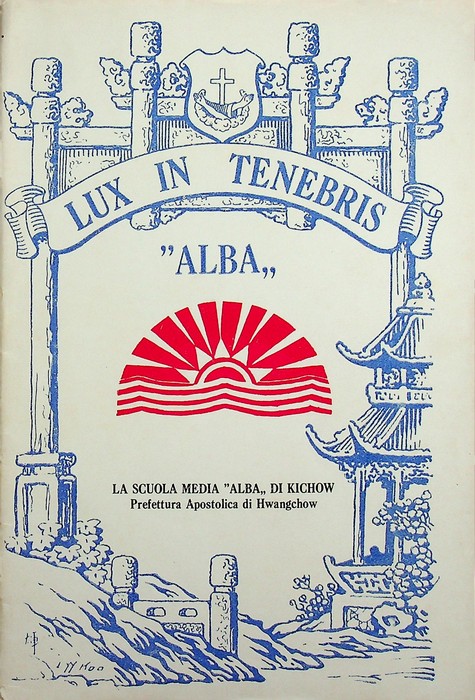 LUX IN TENEBRIS
"ALBA„
LA SCUOLA MEDIA "ALBA„ DI KICHOW
Prefettura Apostolica di Hwangchow